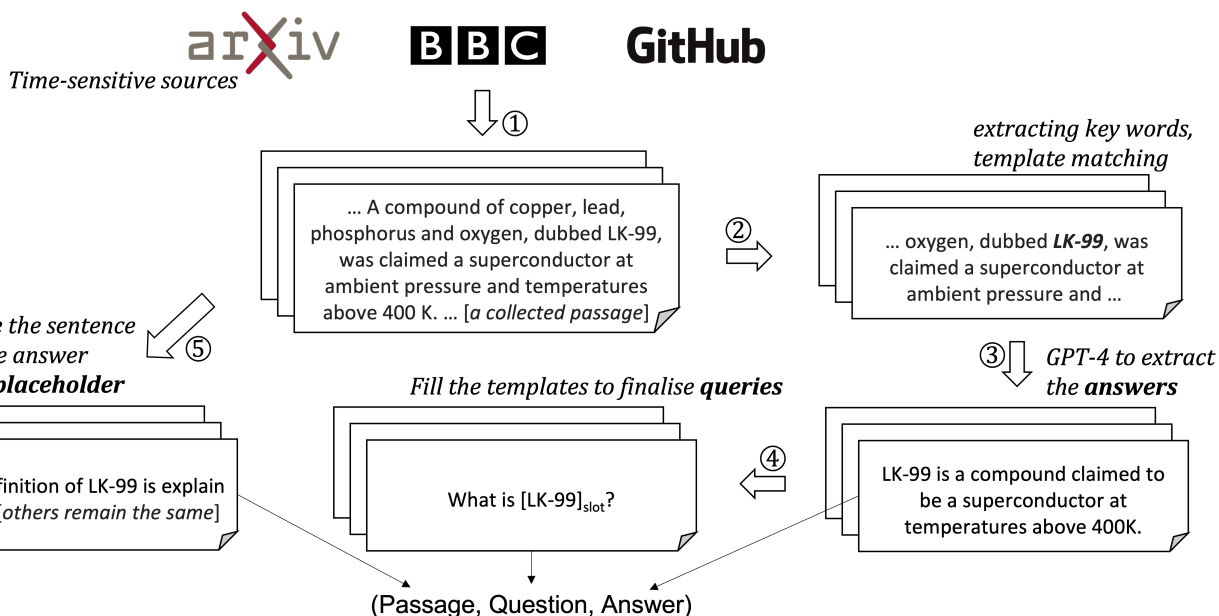 arXiv
BBC
GitHub
Time-sensitive sources
①
extracting key words,
template matching
… A compound of copper, lead,
phosphorus and oxygen, dubbed LK-99,
was claimed a superconductor at
ambient pressure and temperatures
above 400 K. … [a collected passage]
②
… oxygen, dubbed LK-99, was
claimed a superconductor at
ambient pressure and …
the sentence
answer
placeholder
⑤
③
GPT-4 to extract
the answers
Fill the templates to finalise queries
of LK-99 is explain
[others remain the same]
What is [LK-99]slot?
④
LK-99 is a compound claimed to
be a superconductor at
temperatures above 400K.
(Passage, Question, Answer)